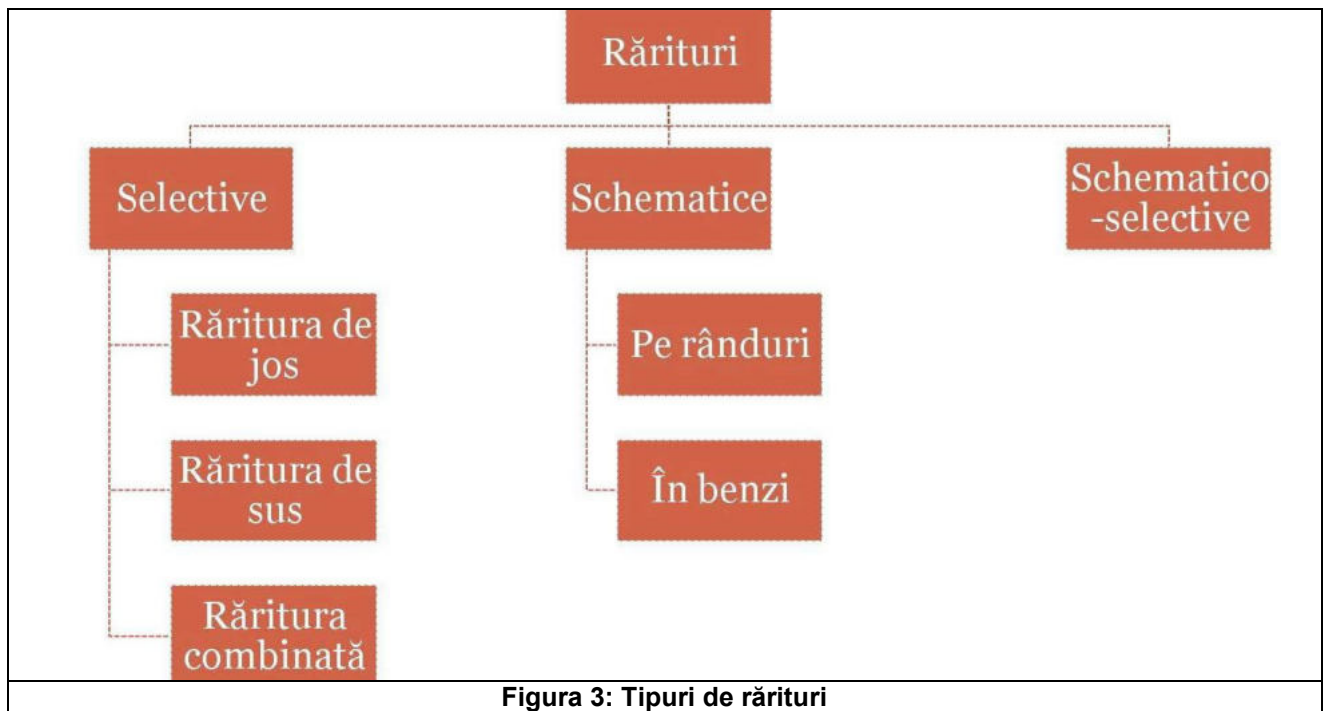 Rărituri
Selective
Schematice
Schematico
-selective
Răritura de
jos
Pe rânduri
Răritura de
sus
În benzi
Răritura
combinată
Figura 3: Tipuri de rărituri